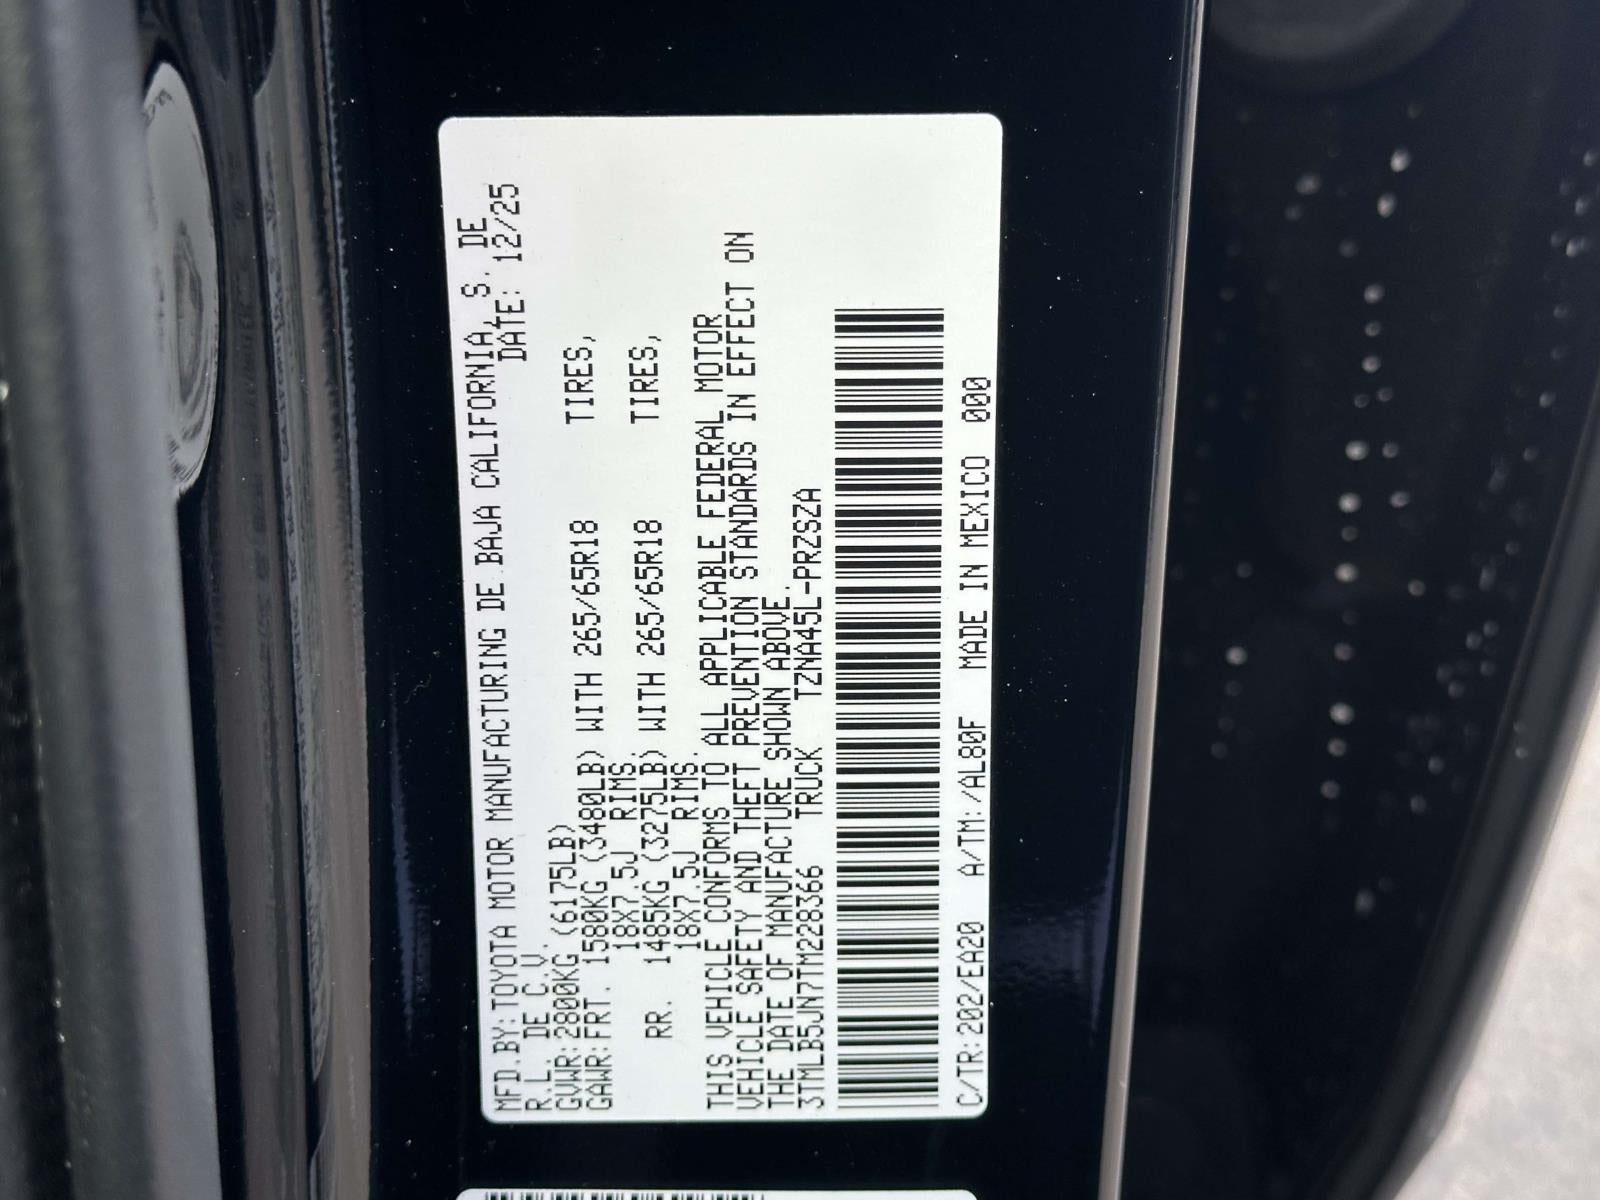 MFD.BY:TOYOTA MOTOR MANUFACTURING DE BAJA CALIFORNIA, S. DE
R.L. DE C.V. DATE: 12/25
GVWR:2800KG (6175LB)
GAWR:FRT. 1580KG (3480LB) WITH 265/65R18 TIRES,
18X7.5J RIMS.
RR. 1485KG (3275LB) WITH 265/65R18 TIRES,
18X7.5J RIMS.
THIS VEHICLE CONFORMS TO ALL APPLICABLE FEDERAL MOTOR
VEHICLE SAFETY AND THEFT PREVENTION STANDARDS IN EFFECT ON
THE DATE OF MANUFACTURE SHOWN ABOVE.
3TMLB5JN7TM228366 TRUCK TZNA45L-PRZSZA
C/TR:202/EA20 A/TM:/AL80F MADE IN MEXICO 000